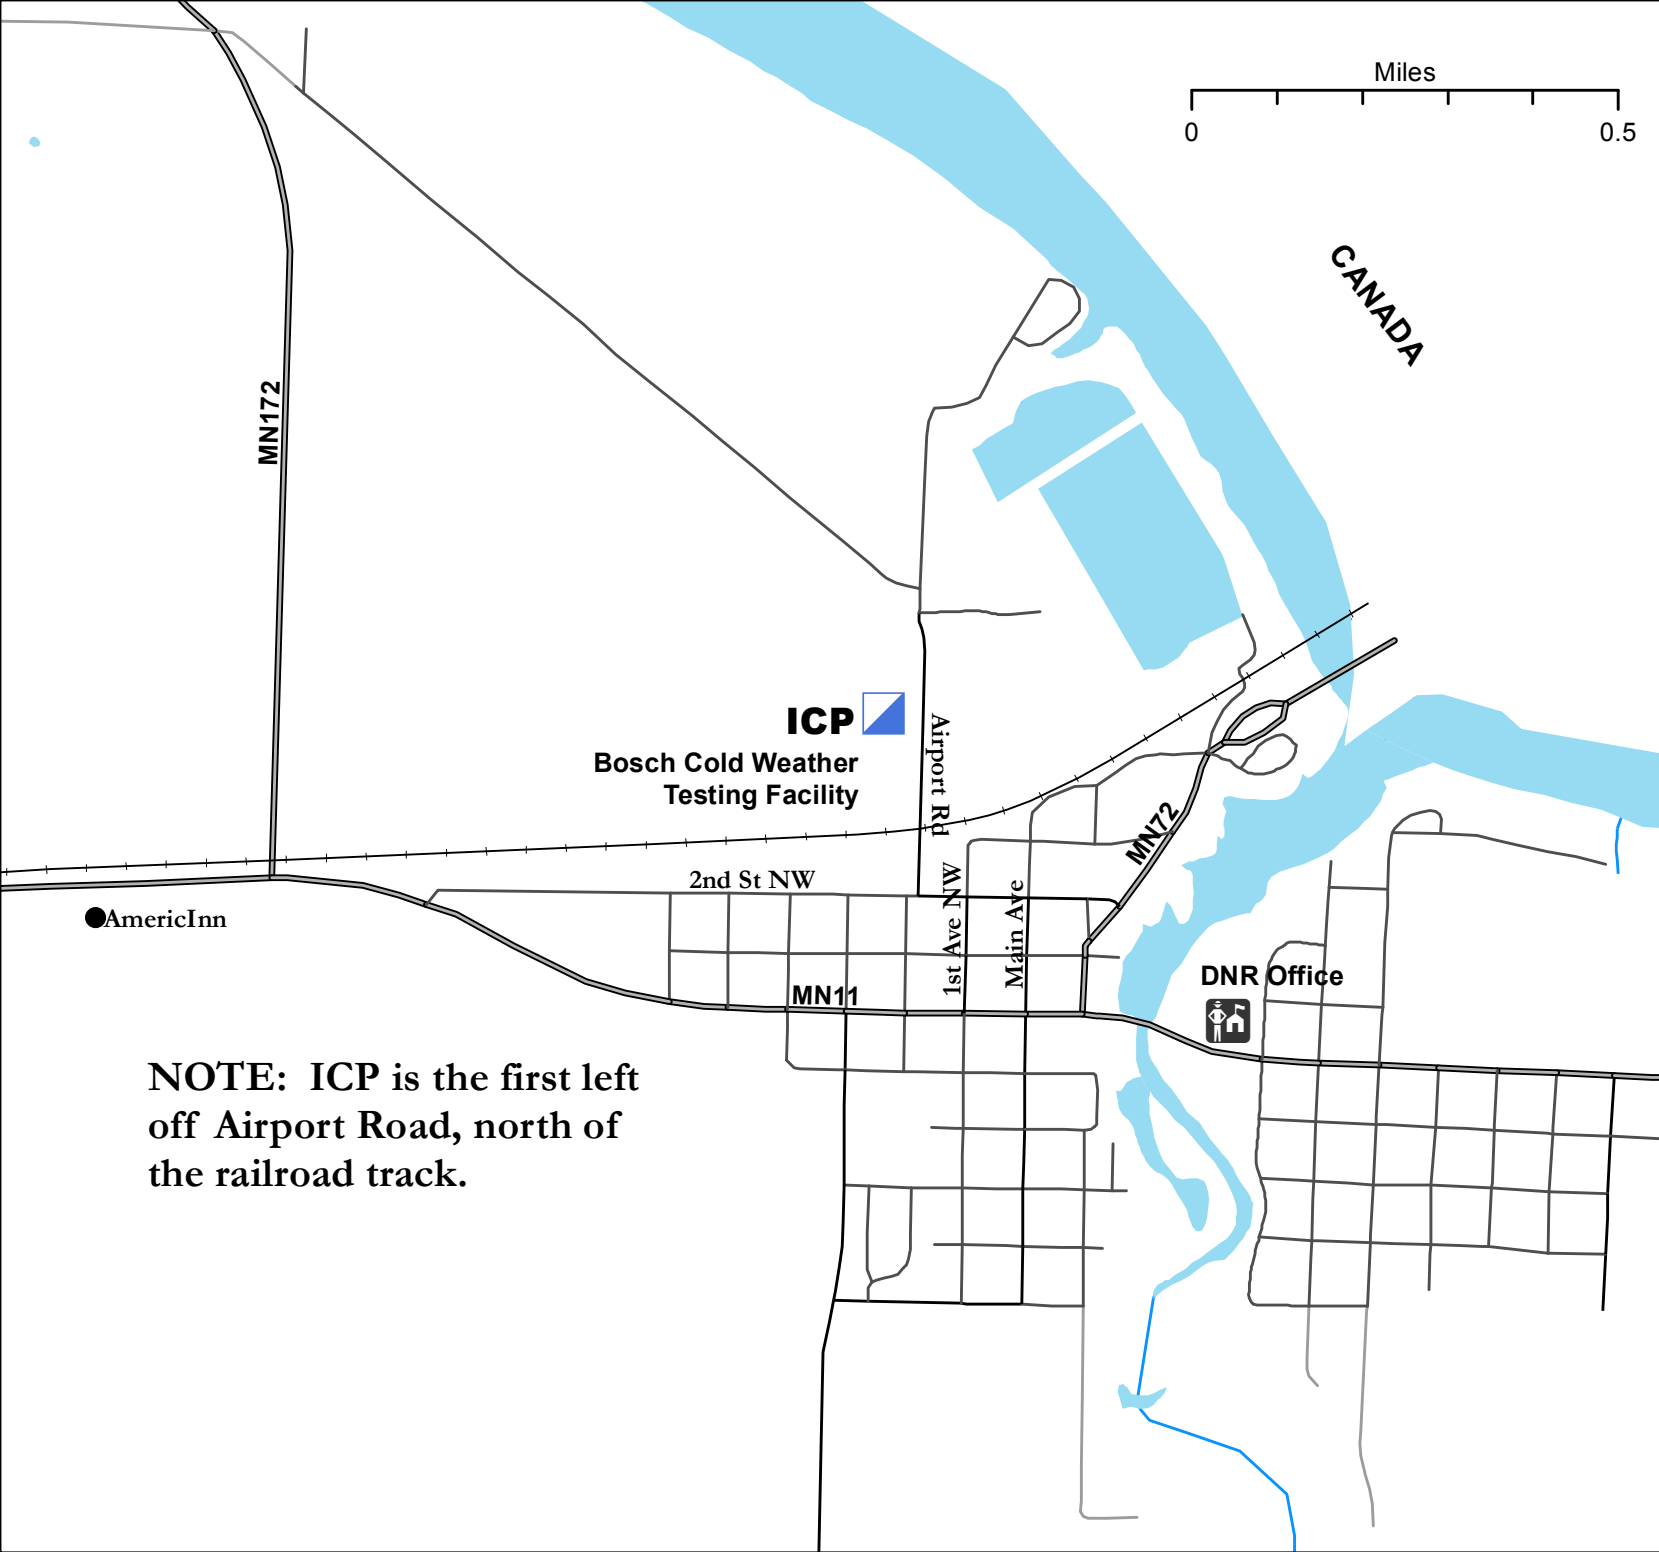 Miles
0
0.5
CANADA
MN172
ICP
Bosch Cold Weather
Testing Facility
Airport Rd
MN72
2nd St NW
1st Ave NW
Main Ave
AmericInn
MN11
DNR Office
NOTE: ICP is the first left
off Airport Road, north of
the railroad track.